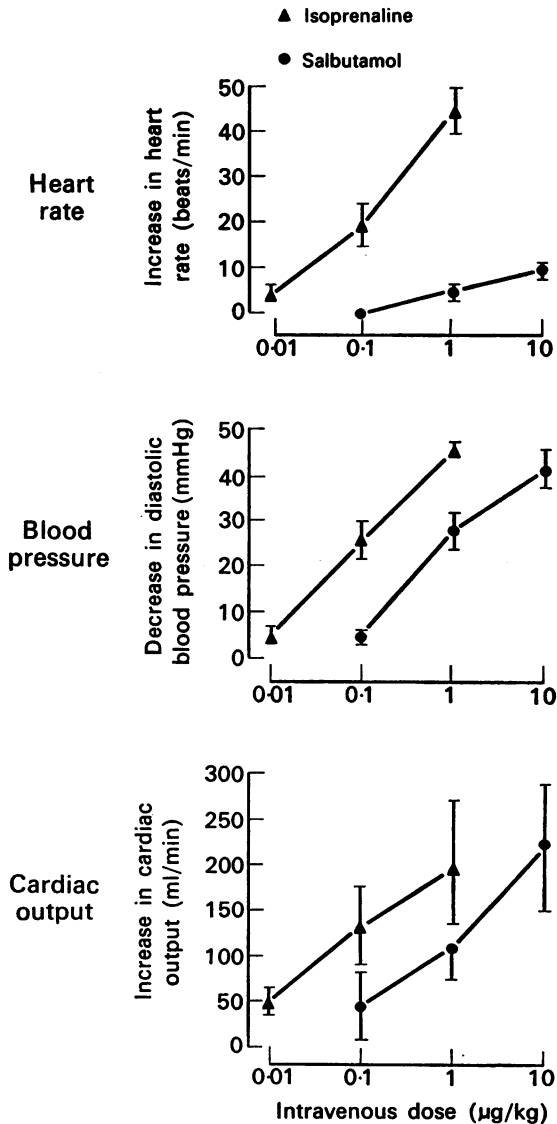 ▲ Isoprenaline
● Salbutamol
Heart
rate
Increase in heart
rate (beats/min)
50
40
30
20
10
0
0·01 0·1 1 10
Blood
pressure
Decrease in diastolic
blood pressure (mmHg)
50
40
30
20
10
0
0·01 0·1 1 10
Cardiac
output
Increase in cardiac
output (ml/min)
300
250
200
150
100
50
0
0·01 0·1 1 10
Intravenous dose (µg/kg)